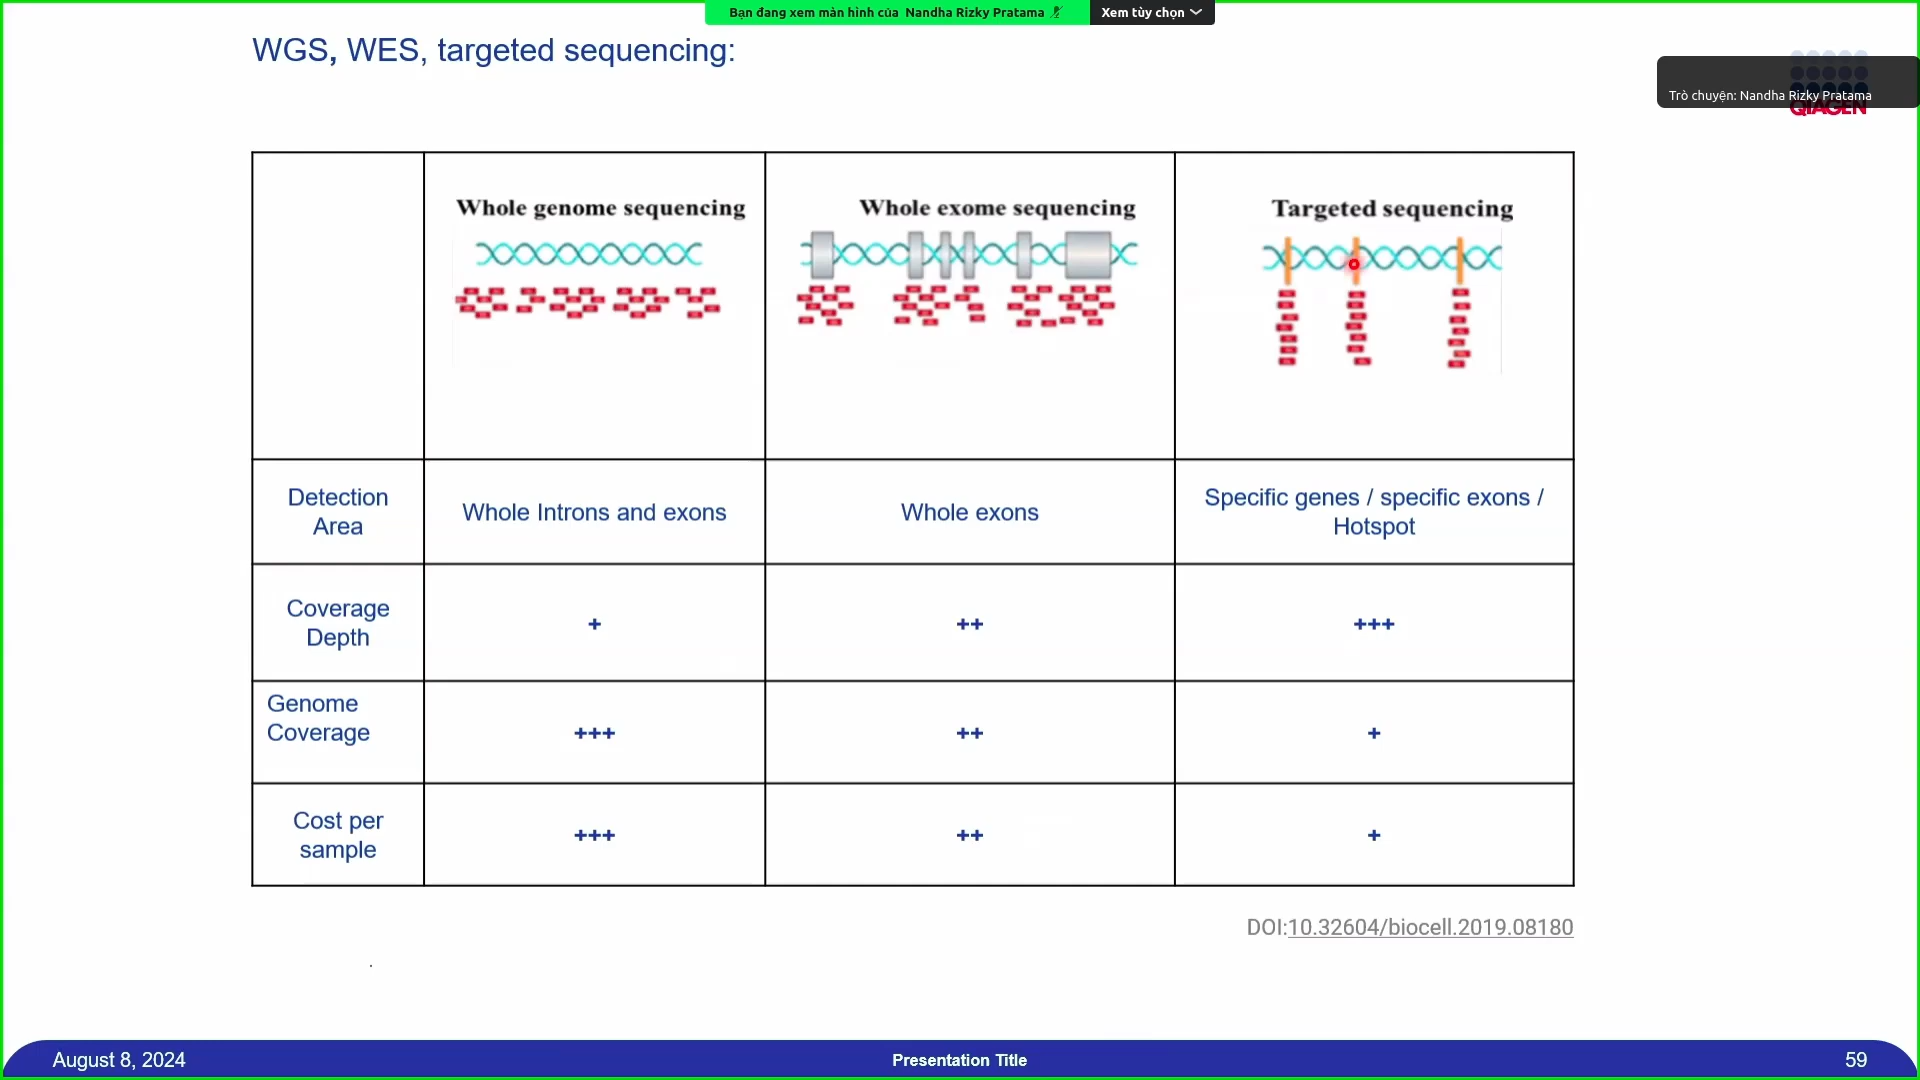 Bạn đang xem màn hình của Nandha Rizky Pratama
Xem tùy chọn
WGS, WES, targeted sequencing:
Trò chuyện: Nandha Rizky Pratama
QIAGEN
Whole genome sequencing
Whole exome sequencing
Targeted sequencing
Detection
Area
Whole Introns and exons
Whole exons
Specific genes / specific exons /
Hotspot
Coverage
Depth
+
++
+++
Genome
Coverage
+++
++
+
Cost per
sample
+++
++
+
DOI:10.32604/biocell.2019.08180
.
August 8, 2024
Presentation Title
59